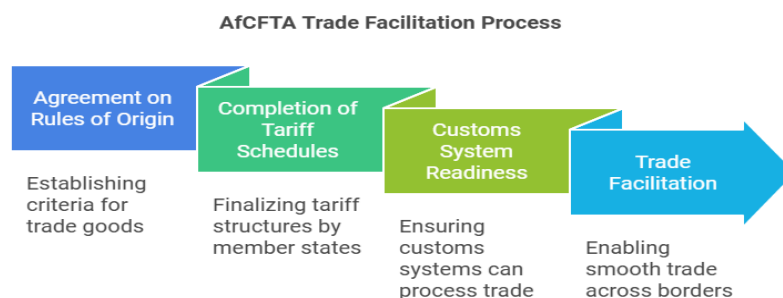 AfCFTA Trade Facilitation Process
Agreement on
Rules of Origin
Establishing
criteria for
trade goods
Completion of
Tariff
Schedules
Finalizing tariff
structures by
member states
Customs
System
Readiness
Ensuring
customs
systems can
process trade
Trade
Facilitation
Enabling
smooth trade
across borders